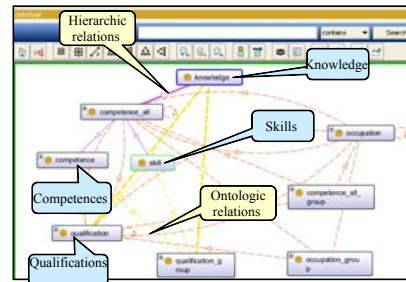 OntoGraf
contains
Search
Hierarchic
relations
knowledge
Knowledge
competence_all
Skills
occupation
competence
skill
Competences
Ontologic
relations
competence_all_
group
qualification
Qualifications
qualification_g
roup
occupation_grou
p